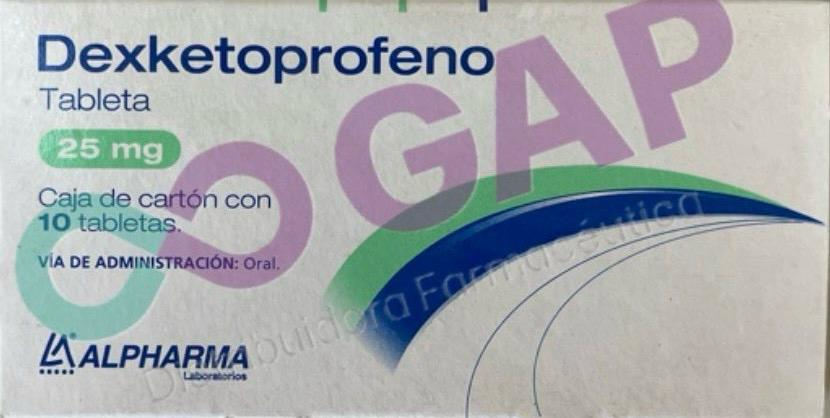 Dexketoprofeno
Tableta
25 mg
Caja de cartón con
10 tabletas.
VÍA DE ADMINISTRACIÓN: Oral.
ALPHARMA
Laboratorios
GAP
Distribuidora Farmacéutica